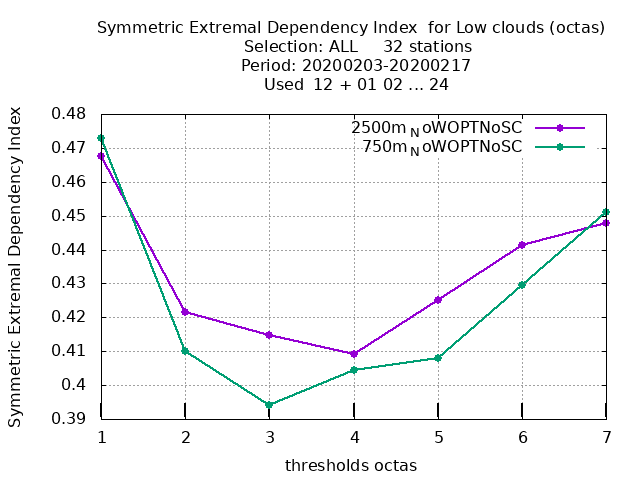 Symmetric Extremal Dependency Index for Low clouds (octas)
Selection: ALL 32 stations
Period: 20200203-20200217
Used 12 + 01 02 ... 24
2500m_NoWOPTNoSC
750m_NoWOPTNoSC
Symmetric Extremal Dependency Index
0.48
0.47
0.46
0.45
0.44
0.43
0.42
0.41
0.4
0.39
1 2 3 4 5 6 7
thresholds octas